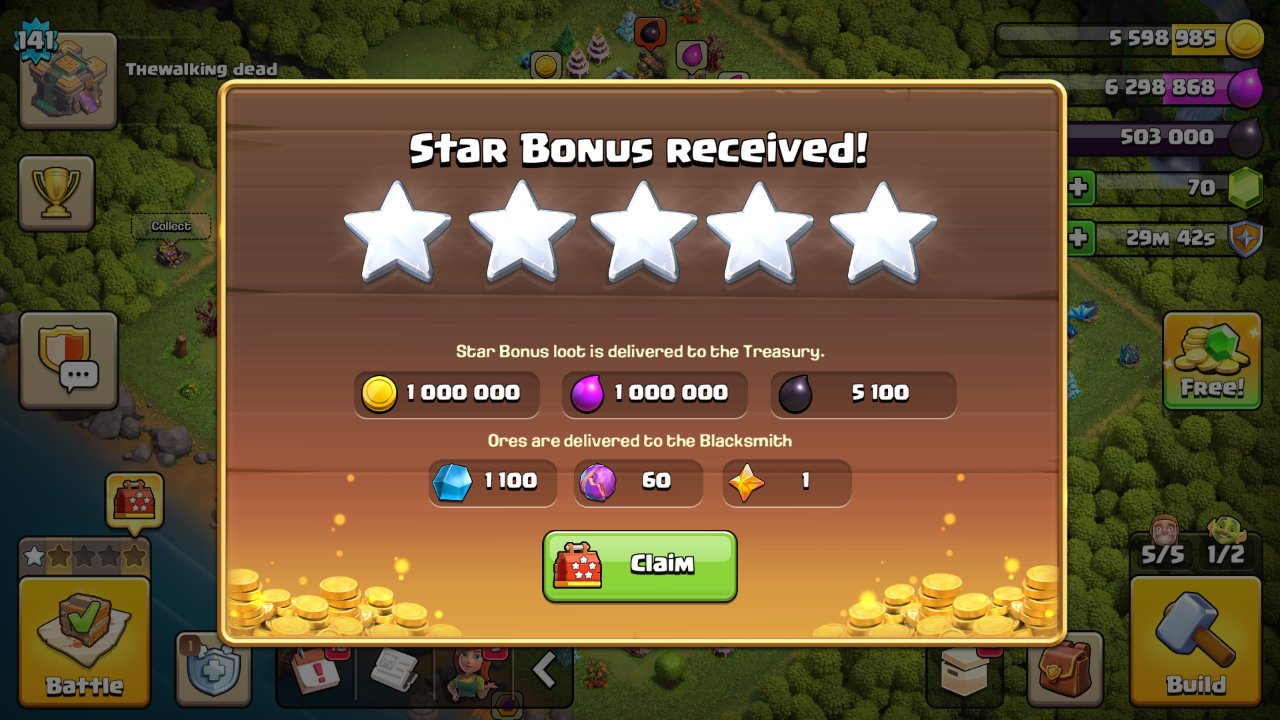 141
Thewalking dead
5 598 985
6 298 868
503 000
70
29m 42s
Collect
Star Bonus received!
Star Bonus loot is delivered to the Treasury.
1 000 000
1 000 000
5 100
Ores are delivered to the Blacksmith
1 100
60
1
Claim
Free!
5/5
1/2
Battle
1
Build